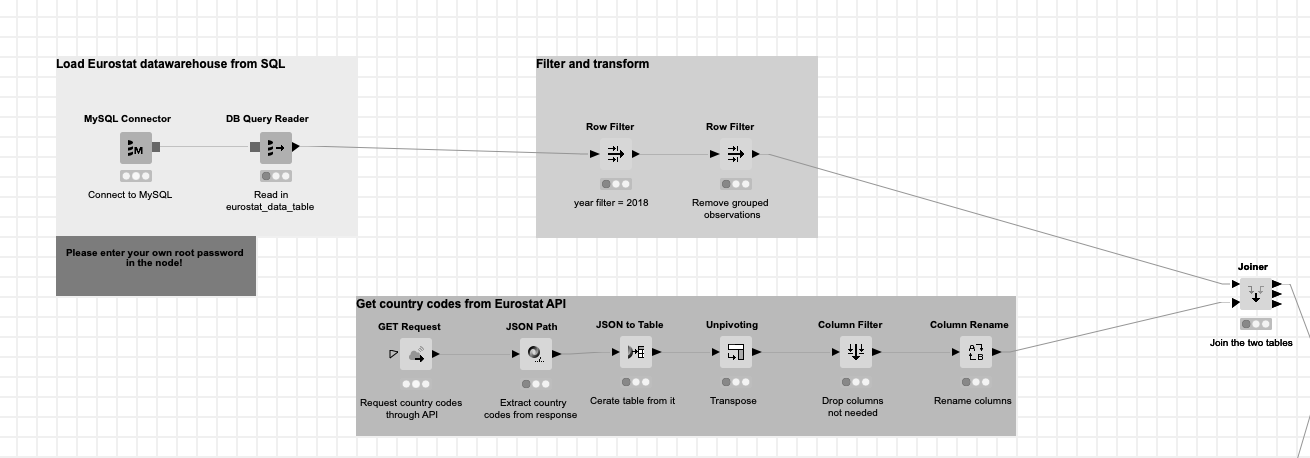 Load Eurostat datawarehouse from SQL
MySQL Connector
DB Query Reader
M
Connect to MySQL
Read in
eurostat_data_table
Please enter your own root password
in the node!
Filter and transform
Row Filter
Row Filter
year filter = 2018
Remove grouped
observations
Get country codes from Eurostat API
GET Request
JSON Path
JSON to Table
Unpivoting
Column Filter
Column Rename
A
B
Request country codes
through API
Extract country
codes from response
Cerate table from it
Transpose
Drop columns
not needed
Rename columns
Joiner
Join the two tables